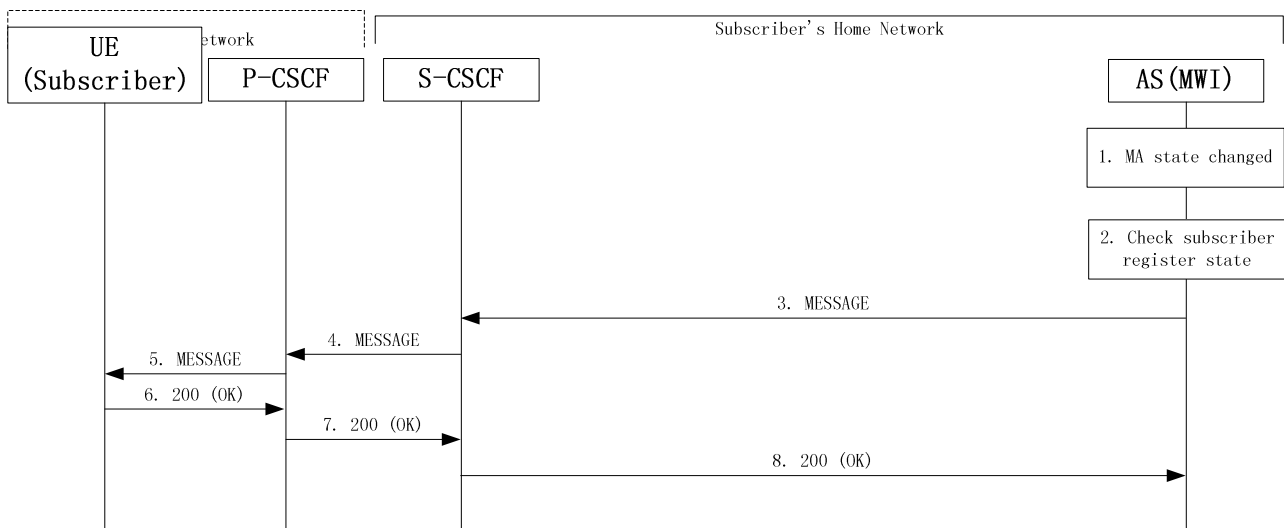 Subscriber's Home Network
etwork
UE
(Subscriber)
P-CSCF
S-CSCF
AS(MWI)
1. MA state changed
2. Check subscriber
register state
3. MESSAGE
4. MESSAGE
5. MESSAGE
6. 200 (OK)
7. 200 (OK)
8. 200 (OK)